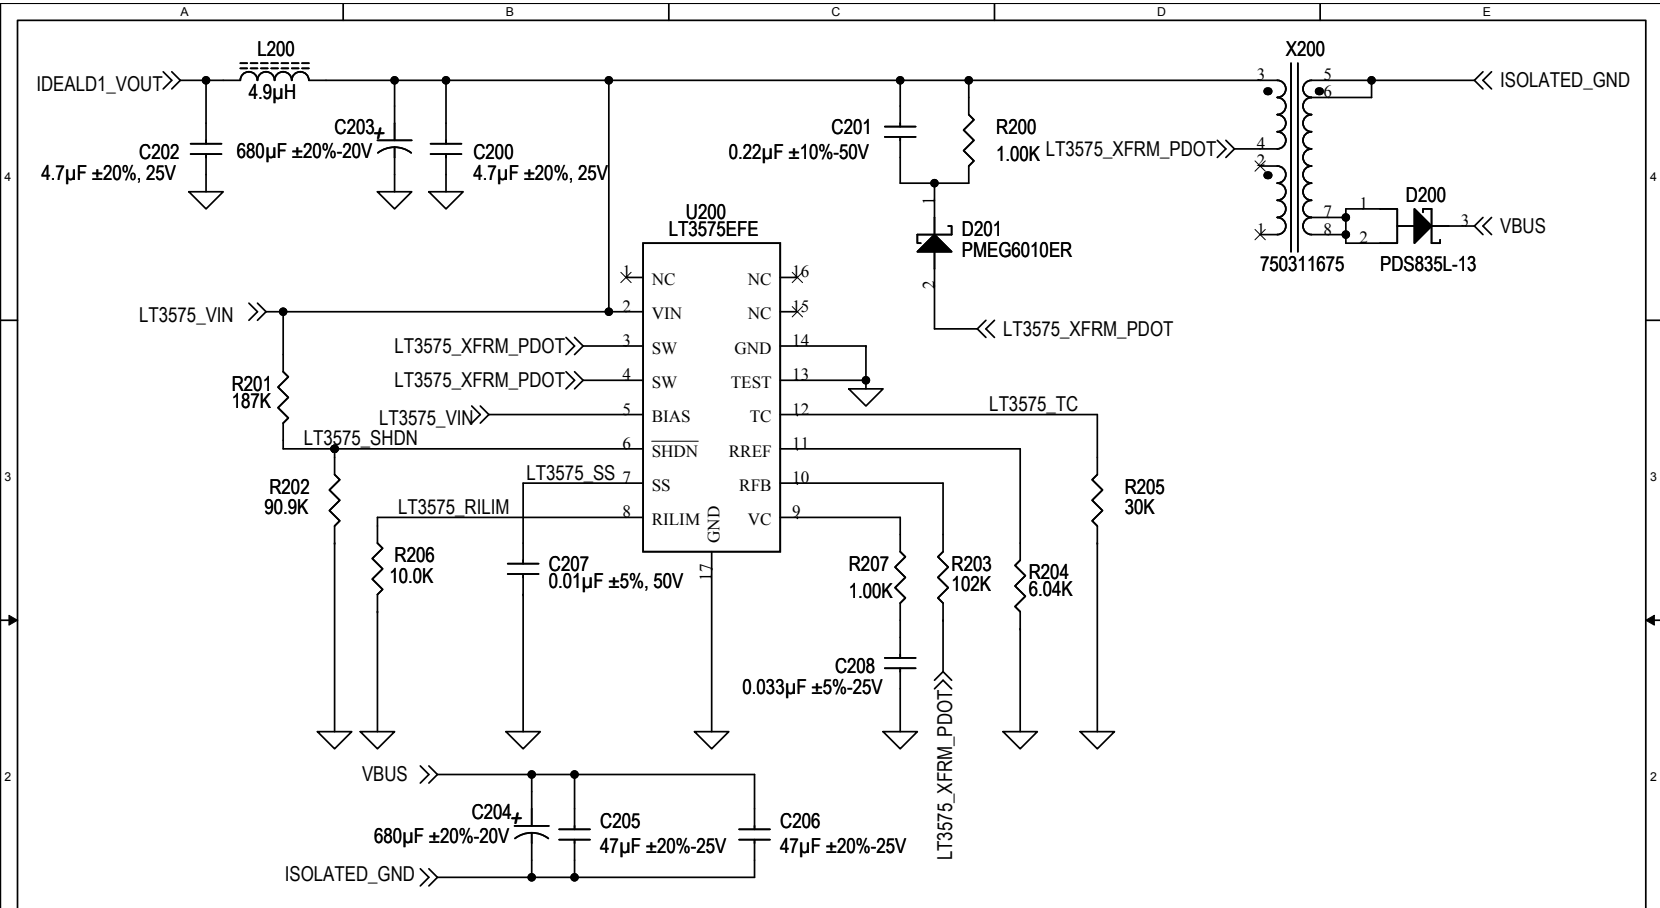 A B C D E
L200
IDEALD1_VOUT
4.9µH
C202
4.7µF ±20%, 25V
C203
+
680µF ±20%-20V
C200
4.7µF ±20%, 25V
C201
0.22µF ±10%-50V
R200
1.00K
LT3575_XFRM_PDOT
X200
3
4
2
1
5
6
7
8
750311675
ISOLATED_GND
D200
1
2
3
VBUS
PDS835L-13
4
4
1
D201
PMEG6010ER
2
LT3575_XFRM_PDOT
U200
LT3575EFE
1 NC
NC 16
LT3575_VIN
2 VIN
NC 15
LT3575_XFRM_PDOT
3 SW
GND 14
LT3575_XFRM_PDOT
4 SW
TEST 13
LT3575_VIN
5 BIAS
TC 12
LT3575_TC
LT3575_SHDN
6 SHDN
RREF 11
LT3575_SS
7 SS
RFB 10
LT3575_RILIM
8 RILIM
VC 9
GND
17
R201
187K
R202
90.9K
R206
10.0K
C207
0.01µF ±5%, 50V
R207
1.00K
R203
102K
R204
6.04K
R205
30K
3
3
C208
0.033µF ±5%-25V
LT3575_XFRM_PDOT
2
2
VBUS
C204
+
680µF ±20%-20V
C205
47µF ±20%-25V
C206
47µF ±20%-25V
ISOLATED_GND